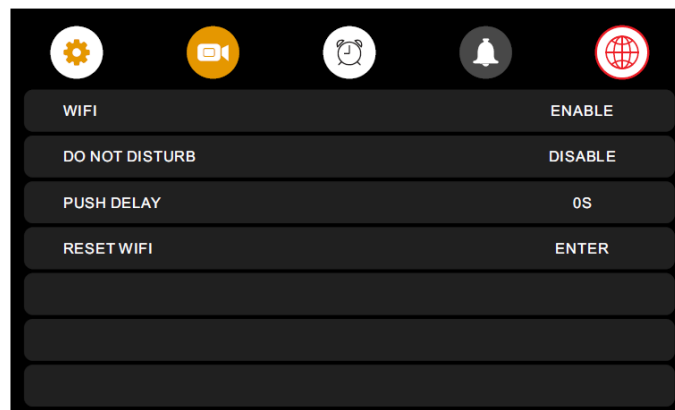 WIFI ENABLE
DO NOT DISTURB DISABLE
PUSH DELAY 0S
RESET WIFI ENTER